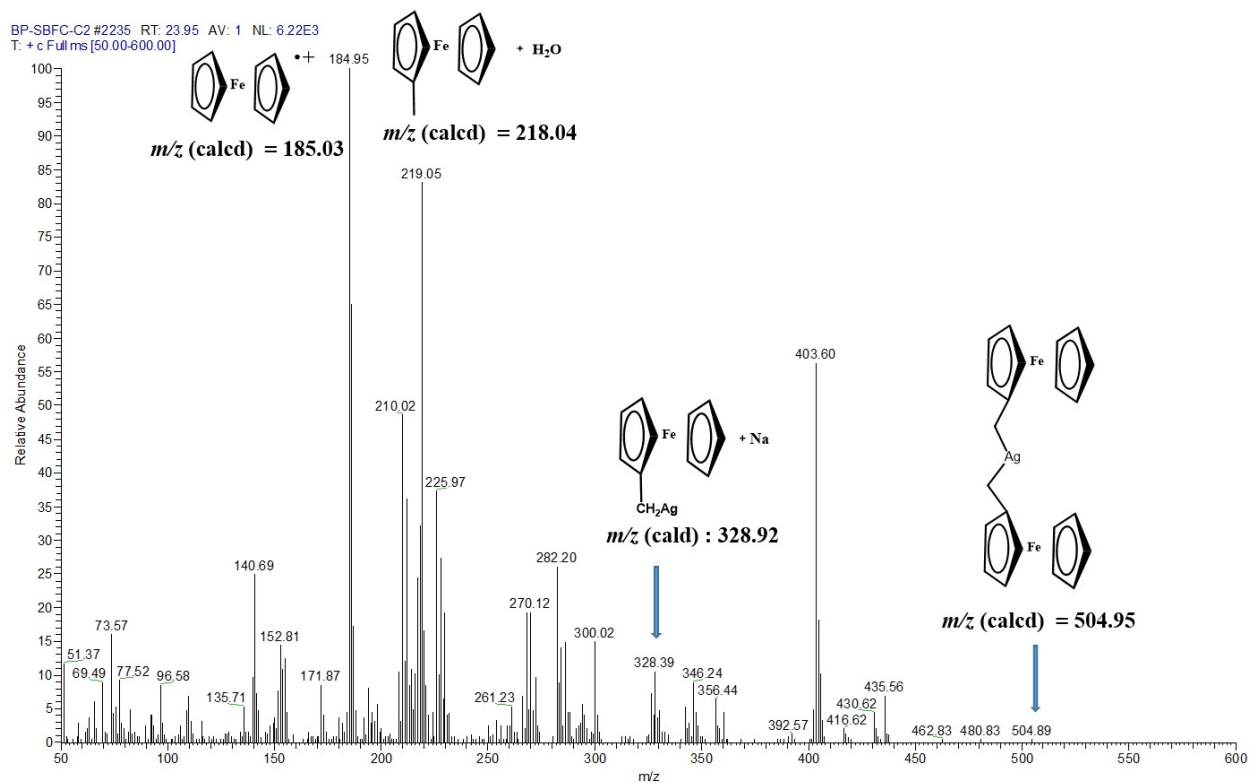 BP-SBFC-C2 #2235 RT: 23.95 AV: 1 NL: 6.22E3
T: + c Full ms [50.00-600.00]
Fe
•+
m/z (calcd) = 185.03
Fe
+ H₂O
m/z (calcd) = 218.04
Fe
+ Na
CH₂Ag
m/z (cald) : 328.92
Fe
Ag
Fe
m/z (calcd) = 504.95
Relative Abundance
100
95
90
85
80
75
70
65
60
55
50
45
40
35
30
25
20
15
10
5
0
51.37
69.49
73.57
77.52
96.58
135.71
140.69
152.81
171.87
184.95
210.02
219.05
225.97
261.23
270.12
282.20
300.02
328.39
346.24
356.44
392.57
403.60
416.62
430.62
435.56
462.83
480.83
504.89
50 100 150 200 250 300 350 400 450 500 550 600
m/z